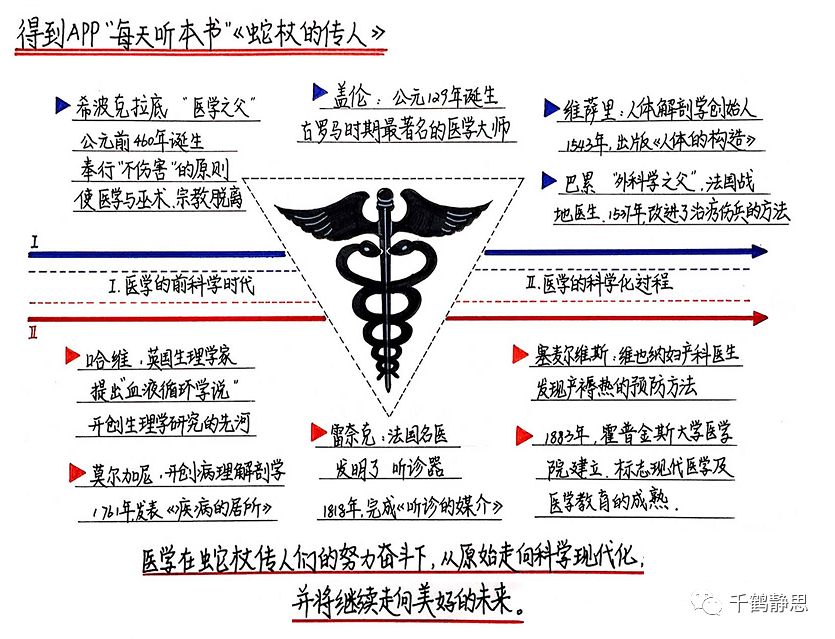 得到APP"每天听本书"《蛇杖的传人》
希波克拉底 "医学之父"
公元前460年诞生
奉行"不伤害"的原则
使医学与巫术、宗教脱离
盖伦：公元129年诞生
古罗马时期最著名的医学大师
维萨里：人体解剖学创始人
1543年，出版《人体的构造》
巴累 "外科学之父"，法国战
地医生，1537年，改进了治疗伤兵的方法
I
I.医学的前科学时代
II.医学的科学化过程
II
哈维，英国生理学家
提出"血液循环学说"
开创生理学研究的先河
莫尔加尼，开创病理解剖学
1761年发表《疾病的居所》
雷奈克：法国名医
发明了 听诊器
1818年，完成《听诊的媒介》
塞麦尔维斯：维也纳妇产科医生
发现产褥热的预防方法
1883年，霍普金斯大学医学
院建立，标志现代医学及
医学教育的成熟.
医学在蛇杖传人们的努力奋斗下，从原始走向科学现代化，
并将继续走向美好的未来。
千鹤静思